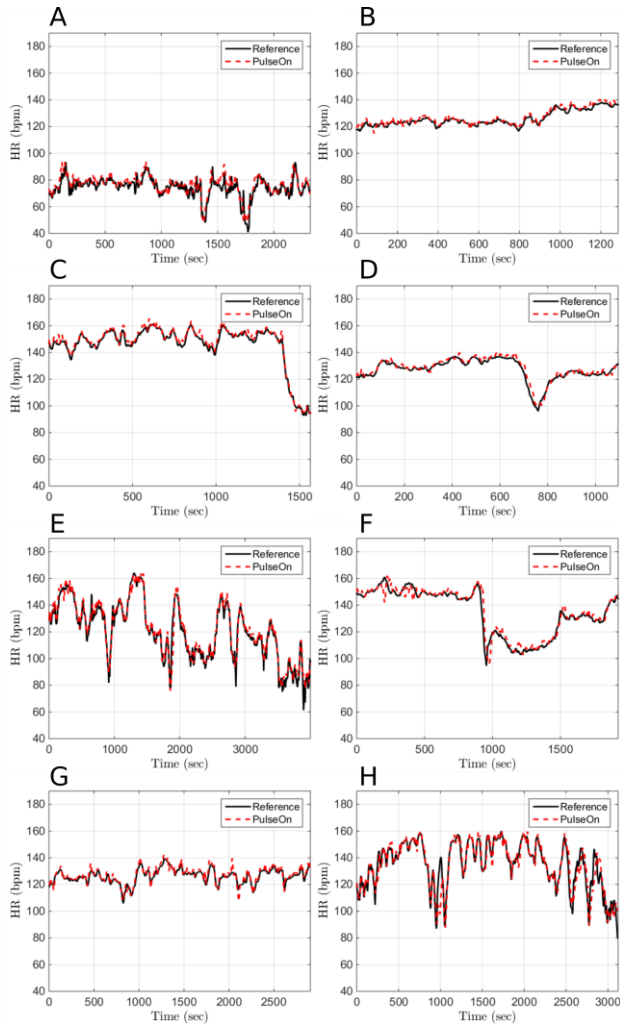 A
190
180
160
140
120
100
80
60
40
HR (bpm)
0 500 1000 1500 2000
Time (sec)
Reference
PulseOn
B
190
180
160
140
120
100
80
60
40
HR (bpm)
0 200 400 600 800 1000 1200
Time (sec)
Reference
PulseOn
C
180
160
140
120
100
80
60
40
HR (bpm)
0 500 1000 1500
Time (sec)
Reference
PulseOn
D
180
160
140
120
100
80
60
40
HR (bpm)
0 200 400 600 800 1000
Time (sec)
Reference
PulseOn
E
180
160
140
120
100
80
60
40
HR (bpm)
0 1000 2000 3000
Time (sec)
Reference
PulseOn
F
180
160
140
120
100
80
60
40
HR (bpm)
0 500 1000 1500
Time (sec)
Reference
PulseOn
G
180
160
140
120
100
80
60
40
HR (bpm)
0 500 1000 1500 2000 2500
Time (sec)
Reference
PulseOn
H
180
160
140
120
100
80
60
40
HR (bpm)
0 500 1000 1500 2000 2500 3000
Time (sec)
Reference
PulseOn